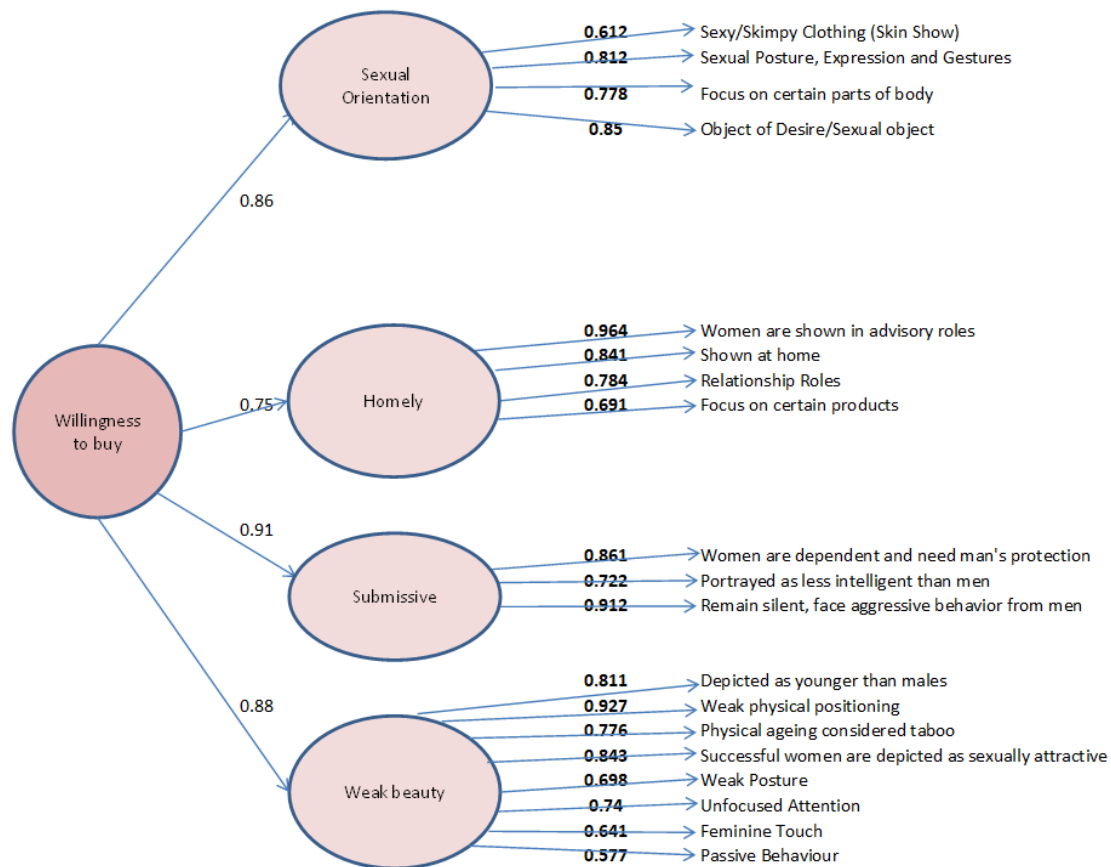 0.612 Sexy/Skimpy Clothing (Skin Show)
0.812 Sexual Posture, Expression and Gestures
Sexual
Orientation
0.778 Focus on certain parts of body
0.85 Object of Desire/Sexual object
0.86
0.964 Women are shown in advisory roles
0.841 Shown at home
0.784 Relationship Roles
Homely
0.75
0.691 Focus on certain products
Willingness
to buy
0.91
0.861 Women are dependent and need man's protection
0.722 Portrayed as less intelligent than men
Submissive
0.912 Remain silent, face aggressive behavior from men
0.88
0.811 Depicted as younger than males
0.927 Weak physical positioning
0.776 Physical ageing considered taboo
0.843 Successful women are depicted as sexually attractive
0.698 Weak Posture
Weak beauty
0.74 Unfocused Attention
0.641 Feminine Touch
0.577 Passive Behaviour